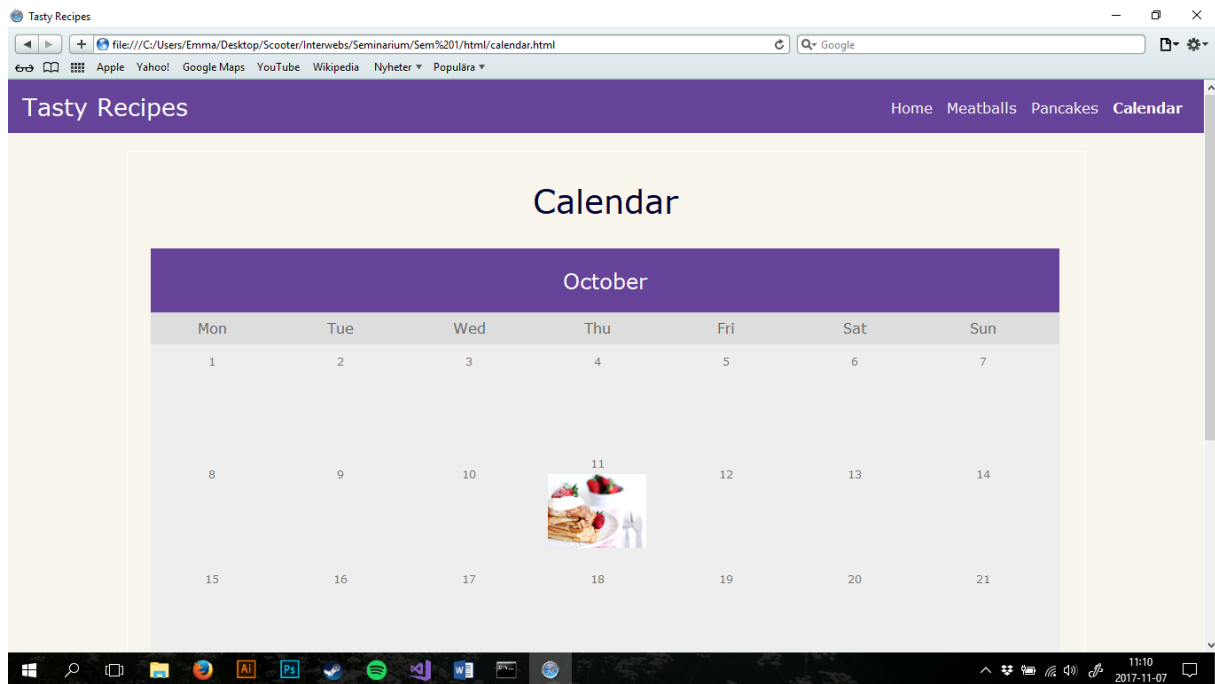 Tasty Recipes
file:///C:/Users/Emma/Desktop/Scooter/Interwebs/Seminarium/Sem%201/html/calendar.html
Google
Apple Yahoo! Google Maps YouTube Wikipedia Nyheter Populära
Tasty Recipes Home Meatballs Pancakes Calendar
Calendar
October
Mon Tue Wed Thu Fri Sat Sun
1 2 3 4 5 6 7
8 9 10 11 12 13 14
15 16 17 18 19 20 21
Ai Ps
11:10
2017-11-07